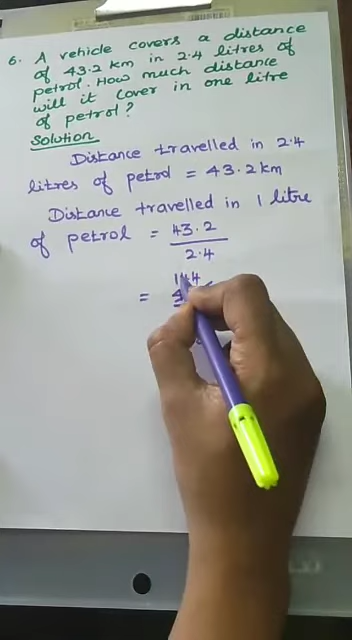 6. A vehicle covers a distance
of 43.2 km in 2.4 litres of
petrol. How much distance
will it cover in one litre
of petrol?
Solution
Distance travelled in 2.4
litres of petrol = 43.2 km
Distance travelled in 1 litre
of petrol = 43.2
2.4
144
= 4